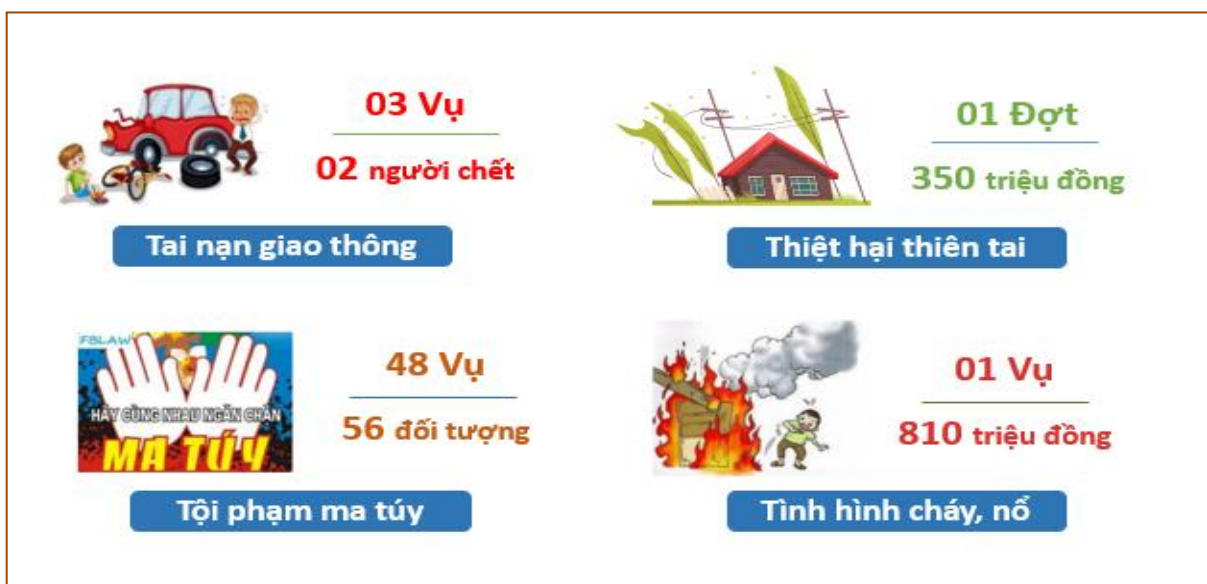 03 Vụ
02 người chết
Tai nạn giao thông
01 Đợt
350 triệu đồng
Thiệt hại thiên tai
FBLAW
HÃY CÙNG NHAU NGĂN CHẶN
MA TÚY
48 Vụ
56 đối tượng
Tội phạm ma túy
01 Vụ
810 triệu đồng
Tình hình cháy, nổ